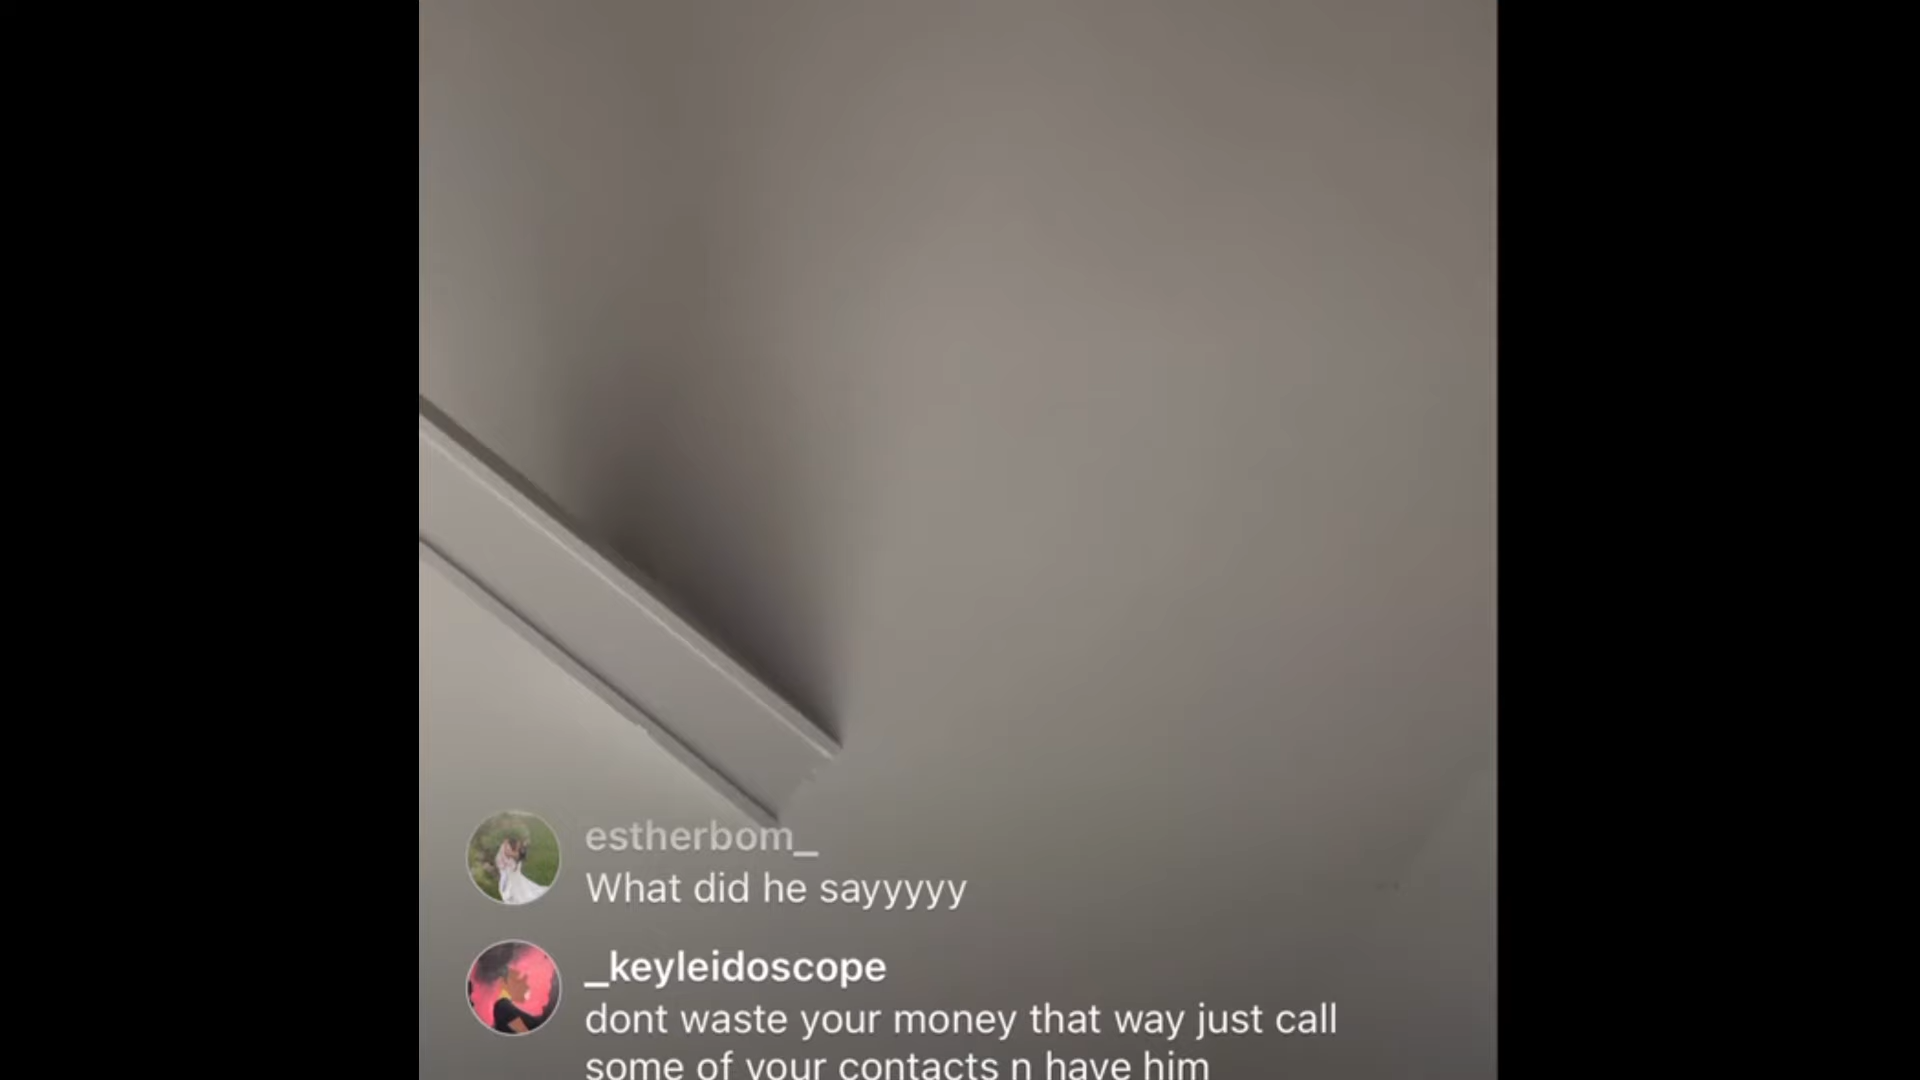 estherbom_
What did he sayyyyy
_keyleidoscope
dont waste your money that way just call
some of your contacts n have him